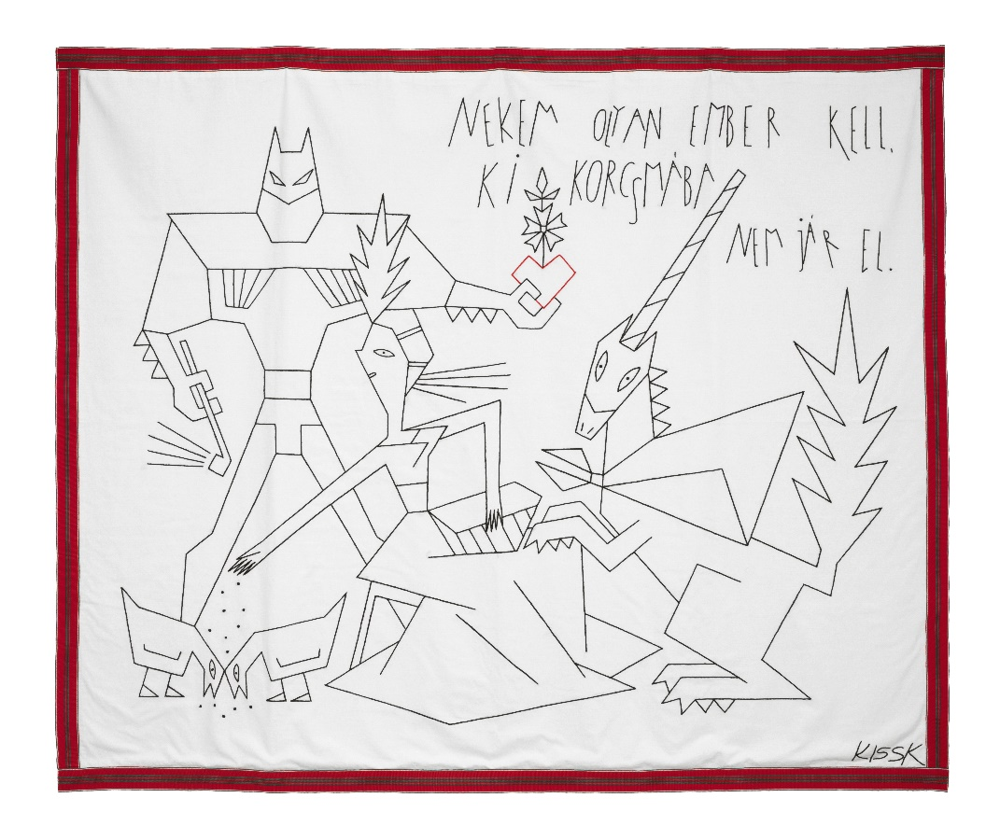 NEKEM OLYAN EMBER KELL.
KI KORCSMÁBA
NEM JÁR EL.
KISSK